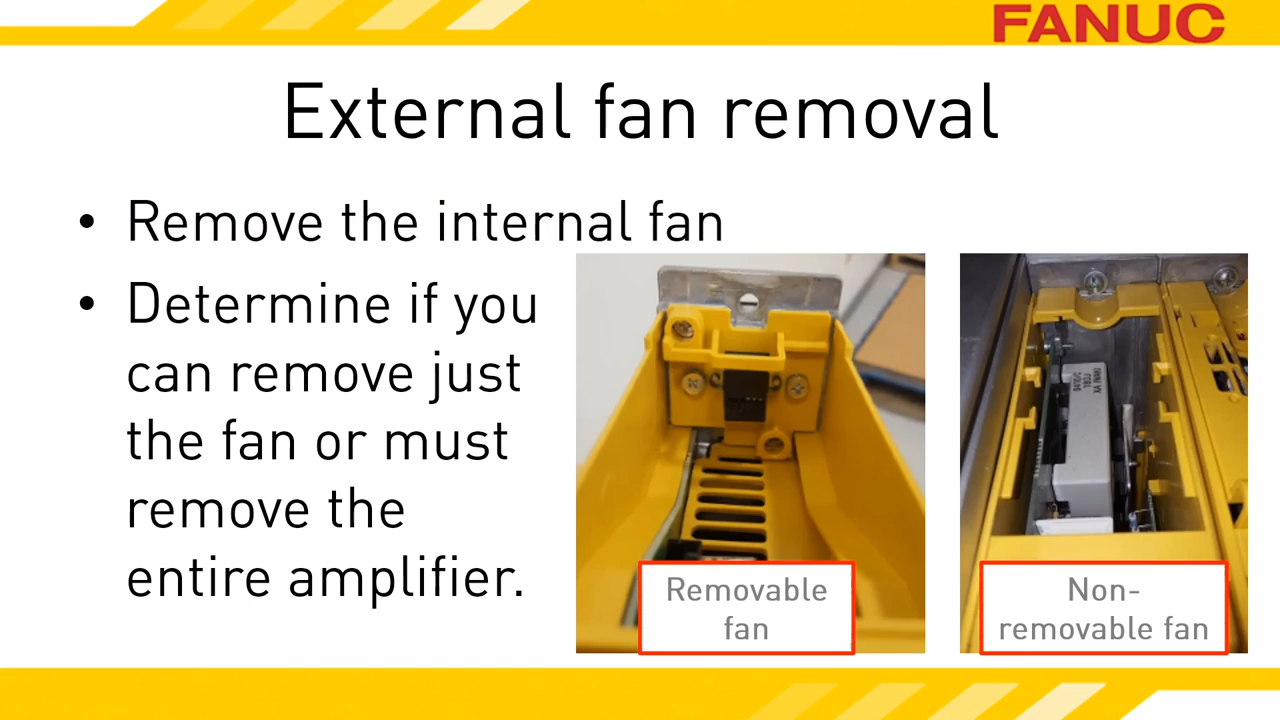 FANUC
External fan removal
• Remove the internal fan
• Determine if you
can remove just
the fan or must
remove the
entire amplifier.
Removable
fan
Non-
removable fan